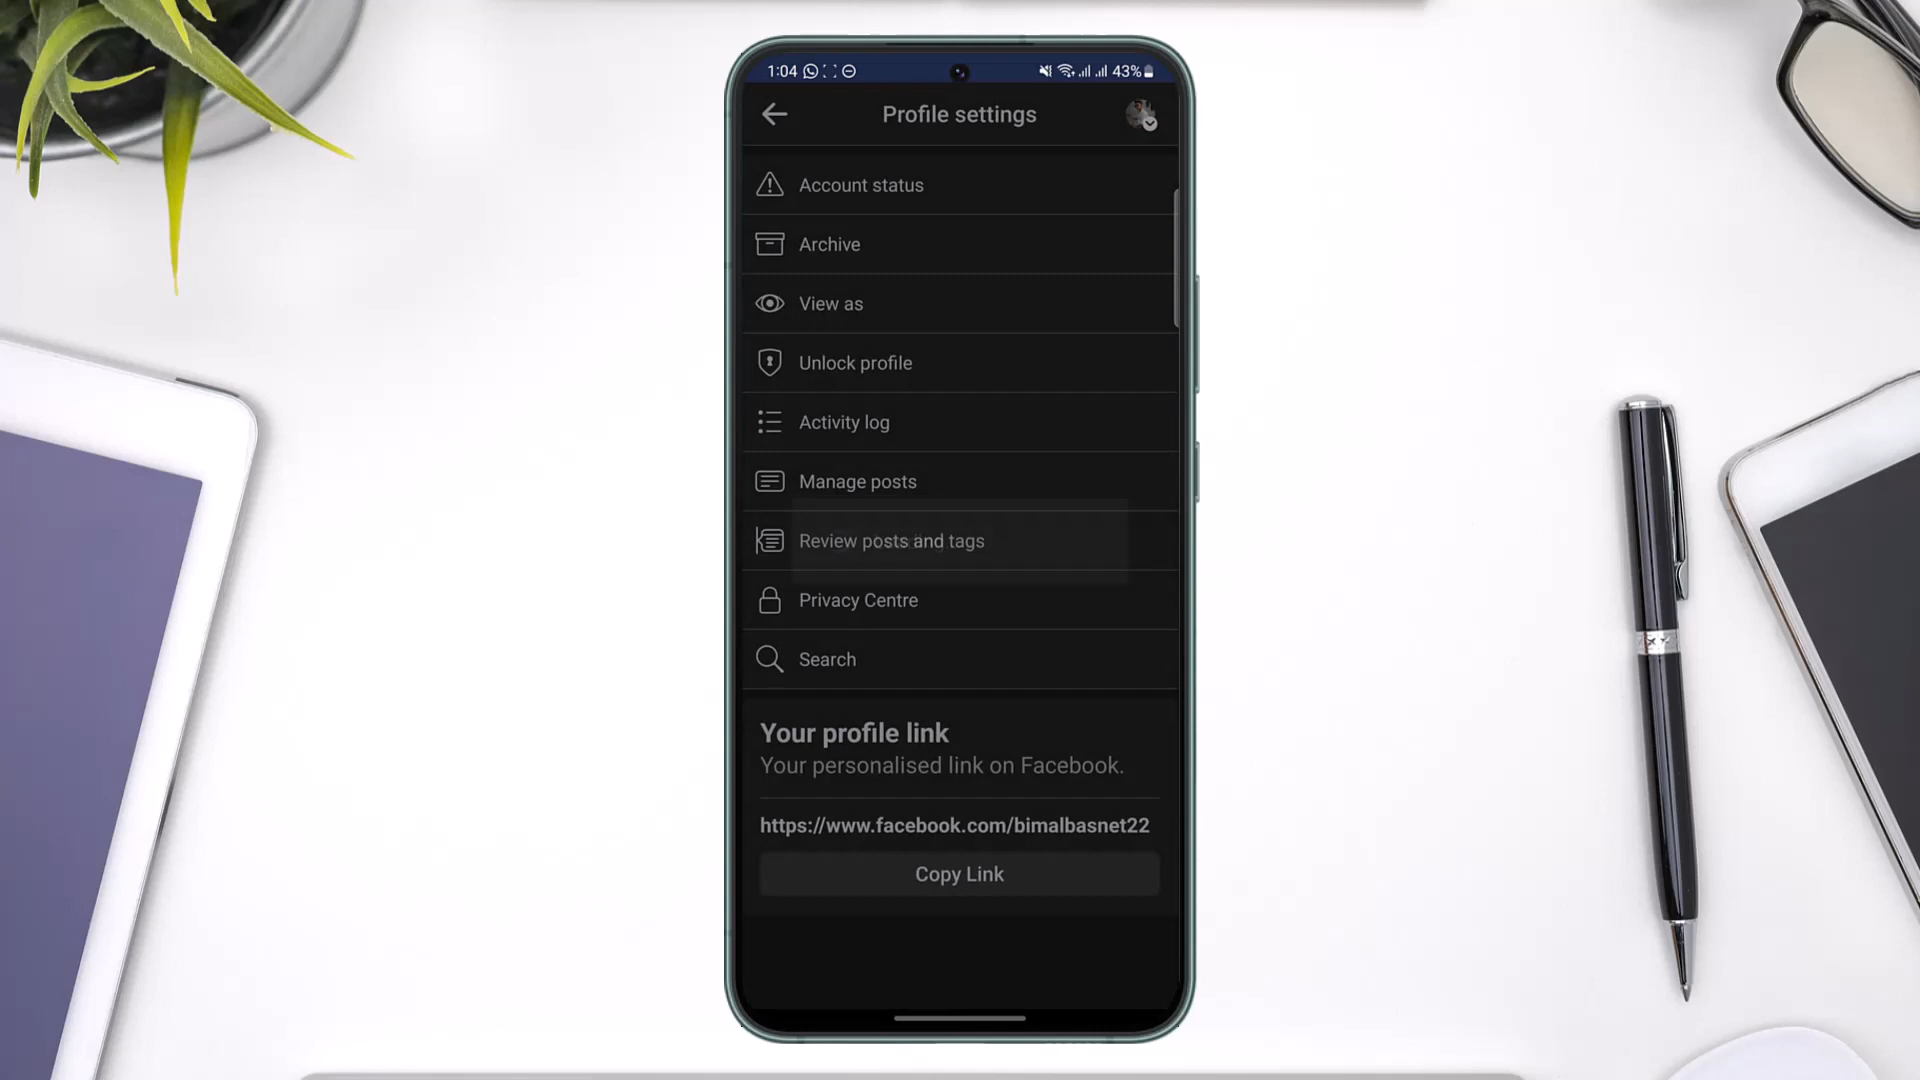 1:04 43%
Profile settings
Account status
Archive
View as
Unlock profile
Activity log
Manage posts
Review posts and tags
Privacy Centre
Search
Your profile link
Your personalised link on Facebook.
https://www.facebook.com/bimalbasnet22
Copy Link